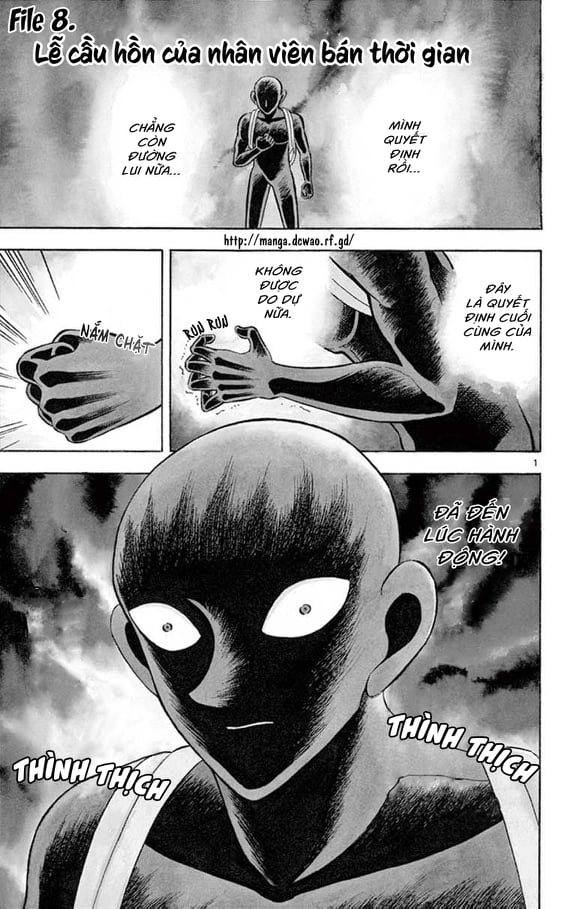 File 8.
Lễ cầu hồn của nhân viên bán thời gian
MÌNH
QUYẾT
ĐỊNH
RỒI...
CHẲNG
CÒN
ĐƯỜNG
LUI NỮA...
http://manga.dcwao.rf.gd/
ĐÂY
LÀ QUYẾT
ĐỊNH CUỐI
CÙNG CỦA
MÌNH.
KHÔNG
ĐƯỢC
DO DỰ
NỮA.
RUN RUN
NẮM CHẶT
1
ĐÃ ĐẾN
LÚC HÀNH
ĐỘNG!
THÌNH THỊCH
THÌNH THỊCH